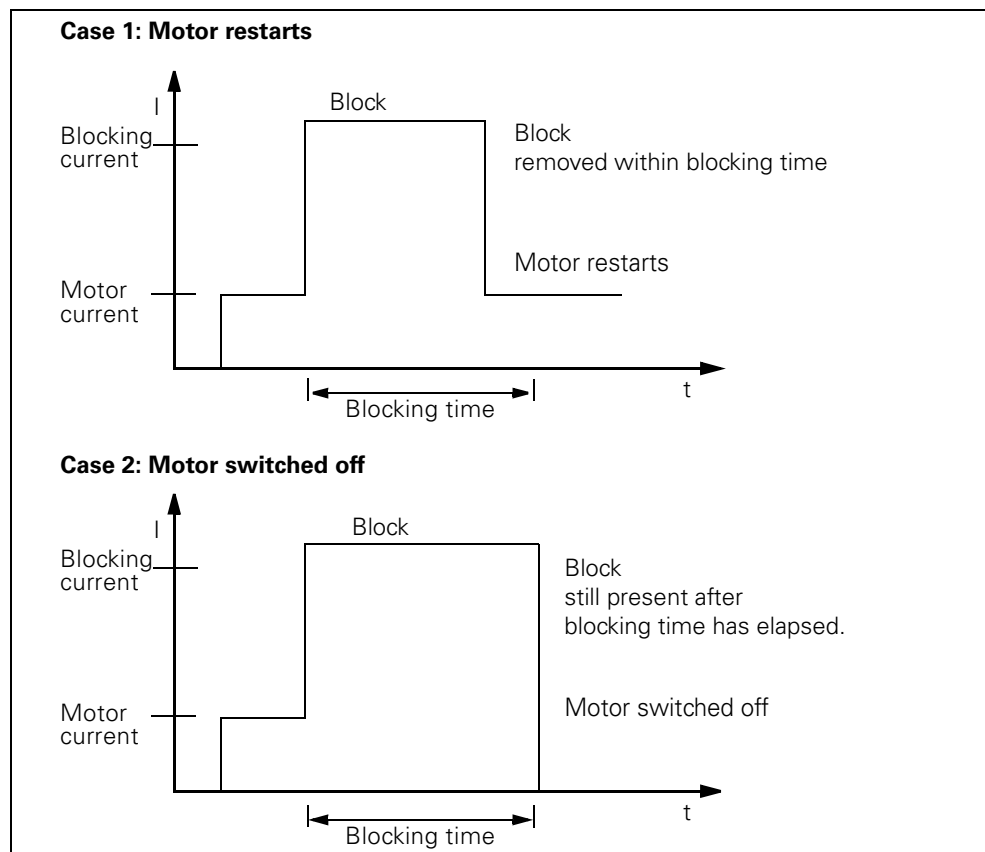 Case 1: Motor restarts
I
Block
Blocking
current
Block
removed within blocking time
Motor restarts
Motor
current
t
Blocking time
Case 2: Motor switched off
I
Block
Blocking
current
Block
still present after
blocking time has elapsed.
Motor
current
Motor switched off
t
Blocking time